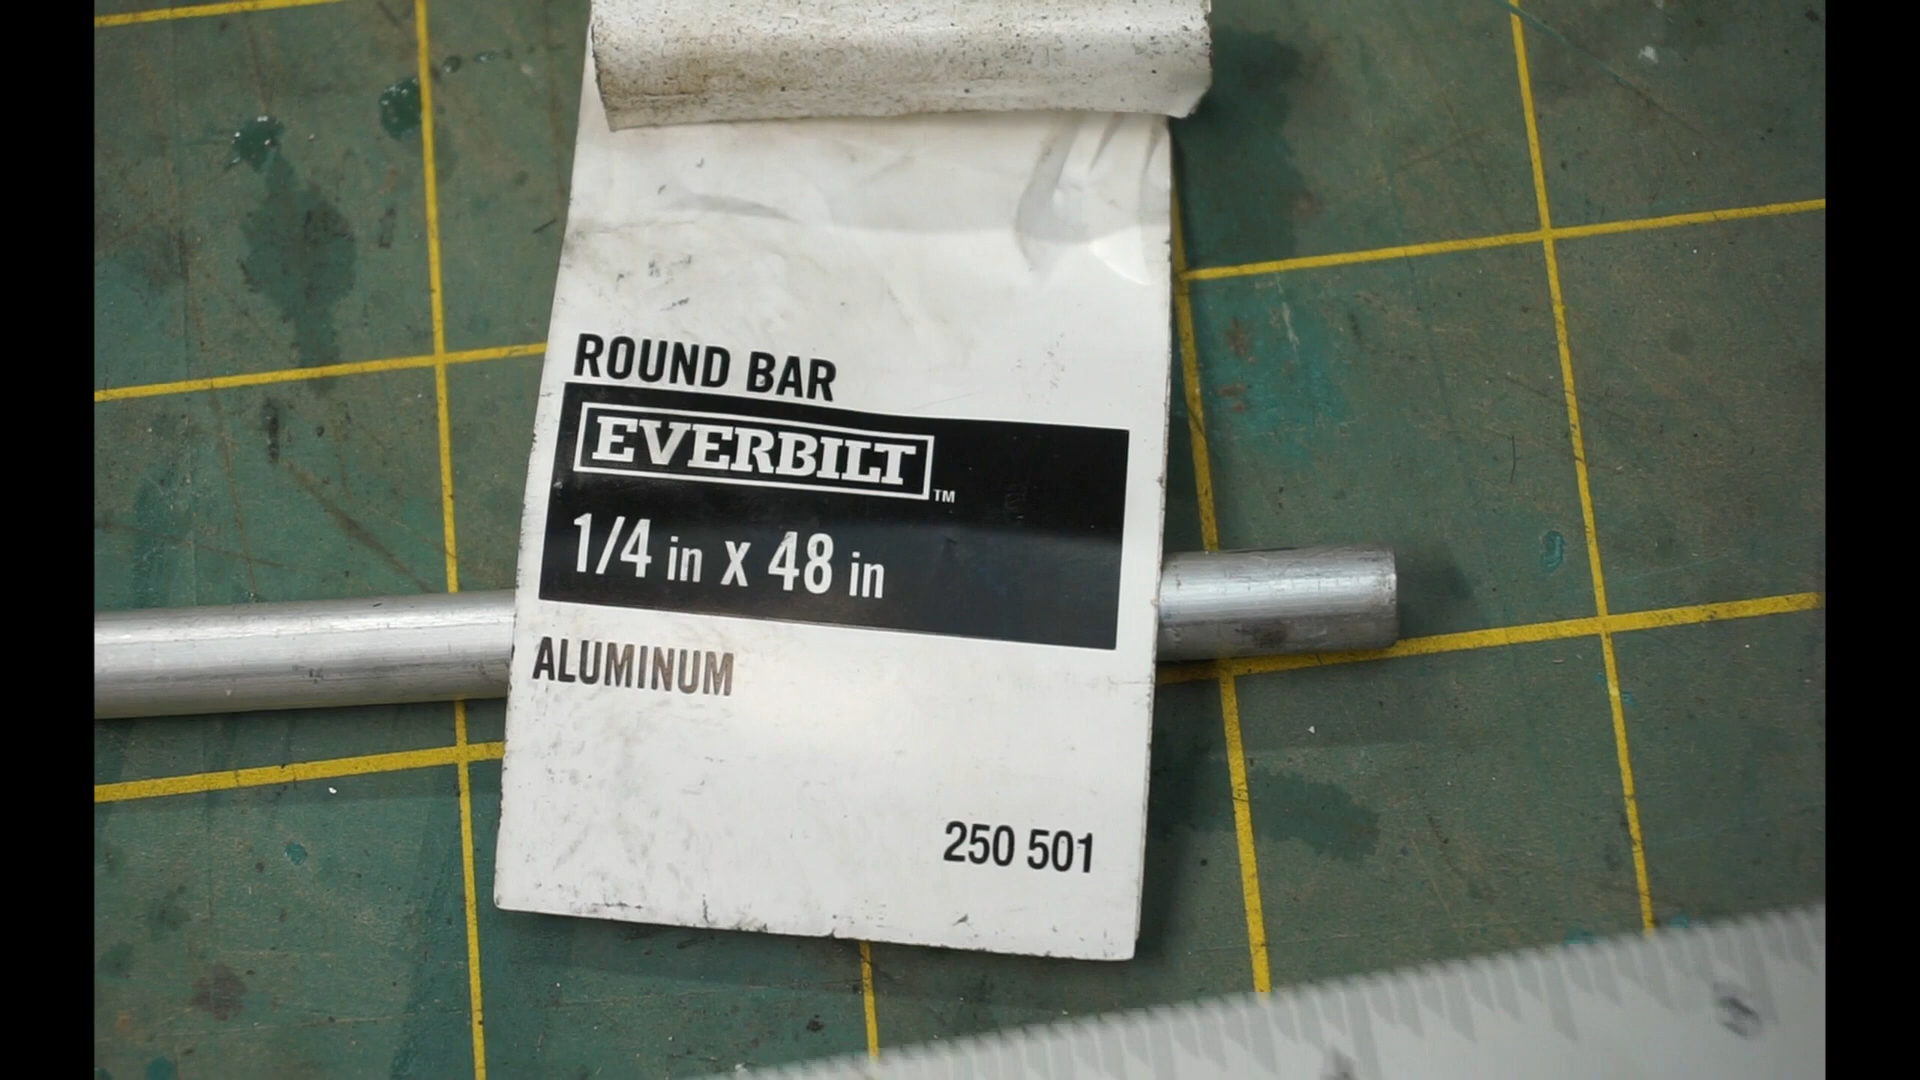 ROUND BAR
EVERBILT™
1/4 in x 48 in
ALUMINUM
250 501